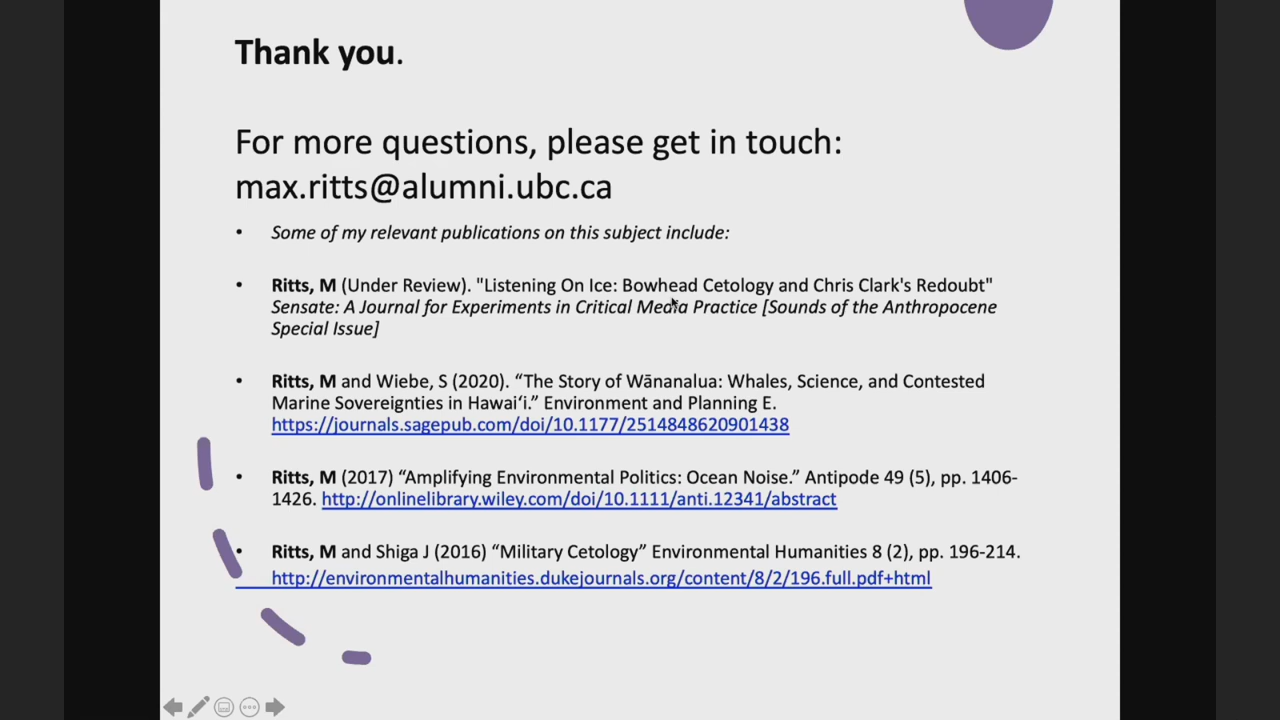 Thank you.
For more questions, please get in touch:
max.ritts@alumni.ubc.ca
• Some of my relevant publications on this subject include:
• Ritts, M (Under Review). "Listening On Ice: Bowhead Cetology and Chris Clark's Redoubt"
Sensate: A Journal for Experiments in Critical Media Practice [Sounds of the Anthropocene
Special Issue]
• Ritts, M and Wiebe, S (2020). “The Story of Wānanalua: Whales, Science, and Contested
Marine Sovereignties in Hawai‘i.” Environment and Planning E.
https://journals.sagepub.com/doi/10.1177/2514848620901438
• Ritts, M (2017) “Amplifying Environmental Politics: Ocean Noise.” Antipode 49 (5), pp. 1406-
1426. http://onlinelibrary.wiley.com/doi/10.1111/anti.12341/abstract
• Ritts, M and Shiga J (2016) “Military Cetology” Environmental Humanities 8 (2), pp. 196-214.
http://environmentalhumanities.dukejournals.org/content/8/2/196.full.pdf+html